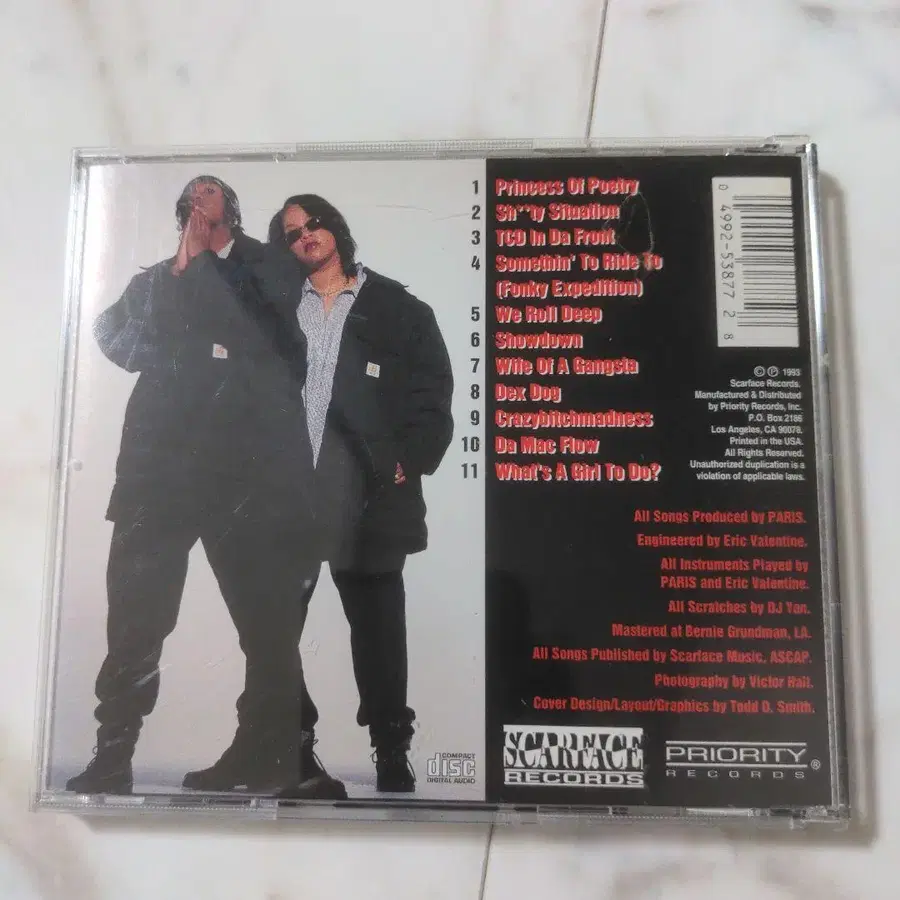 1 Princess Of Poetry
2 Sh**ty Situation
3 TCD In Da Front
4 Somethin' To Ride To
(Fonky Expedition)
5 We Roll Deep
6 Showdown
7 Wife Of A Gangsta
8 Dex Dog
9 Crazybitchmadness
10 Da Mac Flow
11 What's A Girl To Do?
0 4992-53877 2 8
© ℗ 1993
Scarface Records.
Manufactured & Distributed
by Priority Records, Inc.
P.O. Box 2186
Los Angeles, CA 90078.
Printed in the USA.
All Rights Reserved.
Unauthorized duplication is a
violation of applicable laws.
All Songs Produced by PARIS.
Engineered by Eric Valentine.
All Instruments Played by
PARIS and Eric Valentine.
All Scratches by DJ Yan.
Mastered at Bernie Grundman, LA.
All Songs Published by Scarface Music, ASCAP.
Photography by Victor Hall.
Cover Design/Layout/Graphics by Todd D. Smith.
COMPACT
disc
DIGITAL AUDIO
SCARFACE
RECORDS
PRIORITY
RECORDS ®